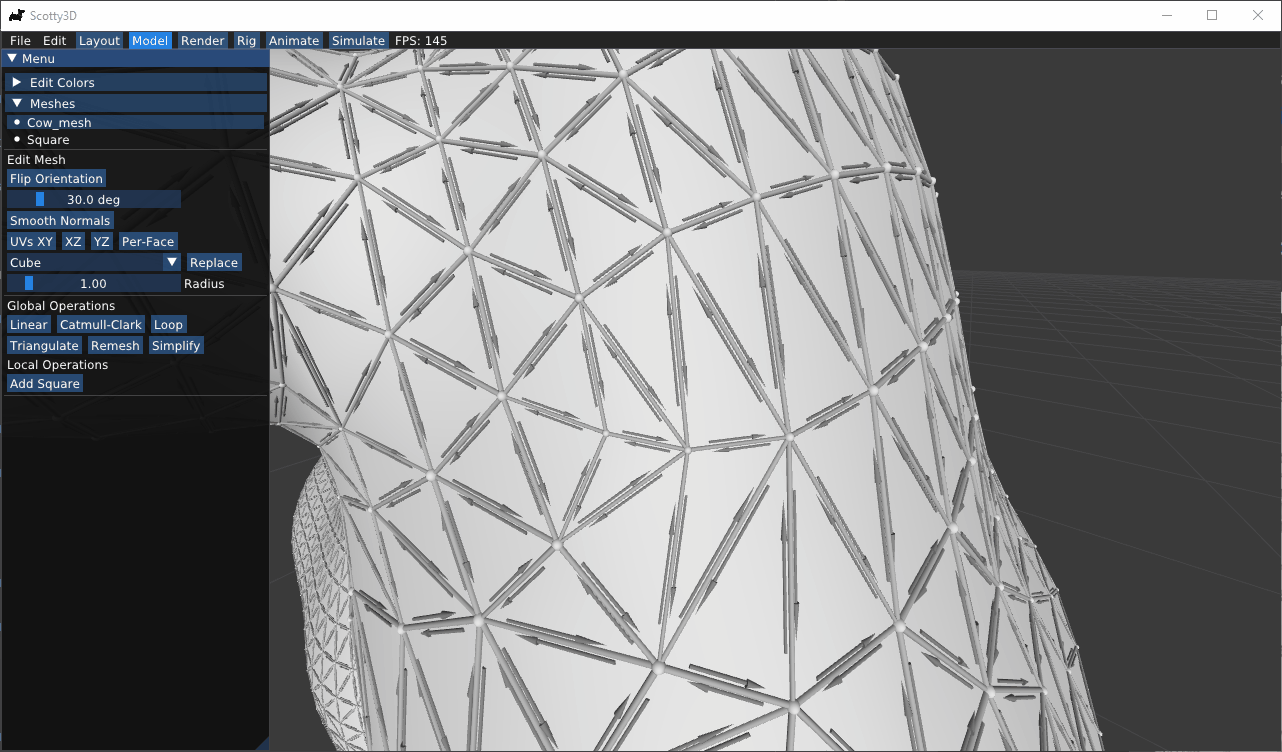 Scotty3D
File Edit Layout Model Render Rig Animate Simulate FPS: 145
Menu
Edit Colors
Meshes
Cow_mesh
Square
Edit Mesh
Flip Orientation
30.0 deg
Smooth Normals
UVs XY XZ YZ Per-Face
Cube Replace
1.00 Radius
Global Operations
Linear Catmull-Clark Loop
Triangulate Remesh Simplify
Local Operations
Add Square